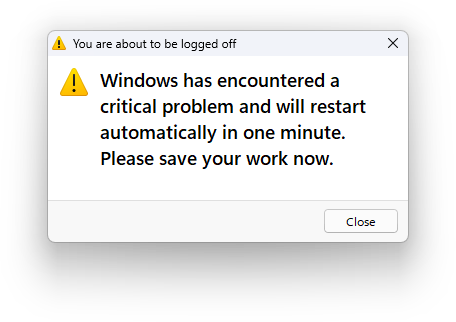 You are about to be logged off
Windows has encountered a
critical problem and will restart
automatically in one minute.
Please save your work now.
Close